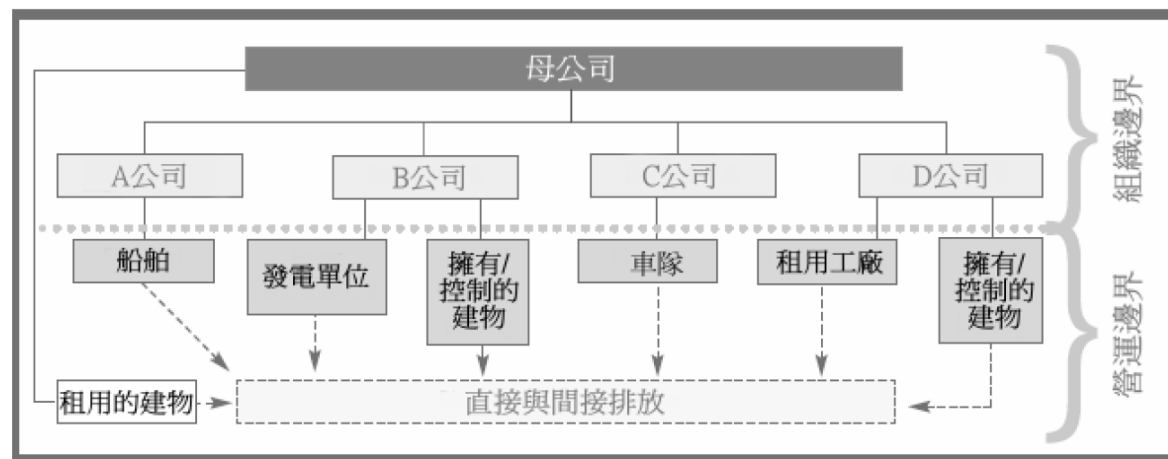 母公司
組織邊界
A公司
B公司
C公司
D公司
船舶
發電單位
擁有/
控制的
建物
車隊
租用工廠
擁有/
控制的
建物
營運邊界
租用的建物
直接與間接排放